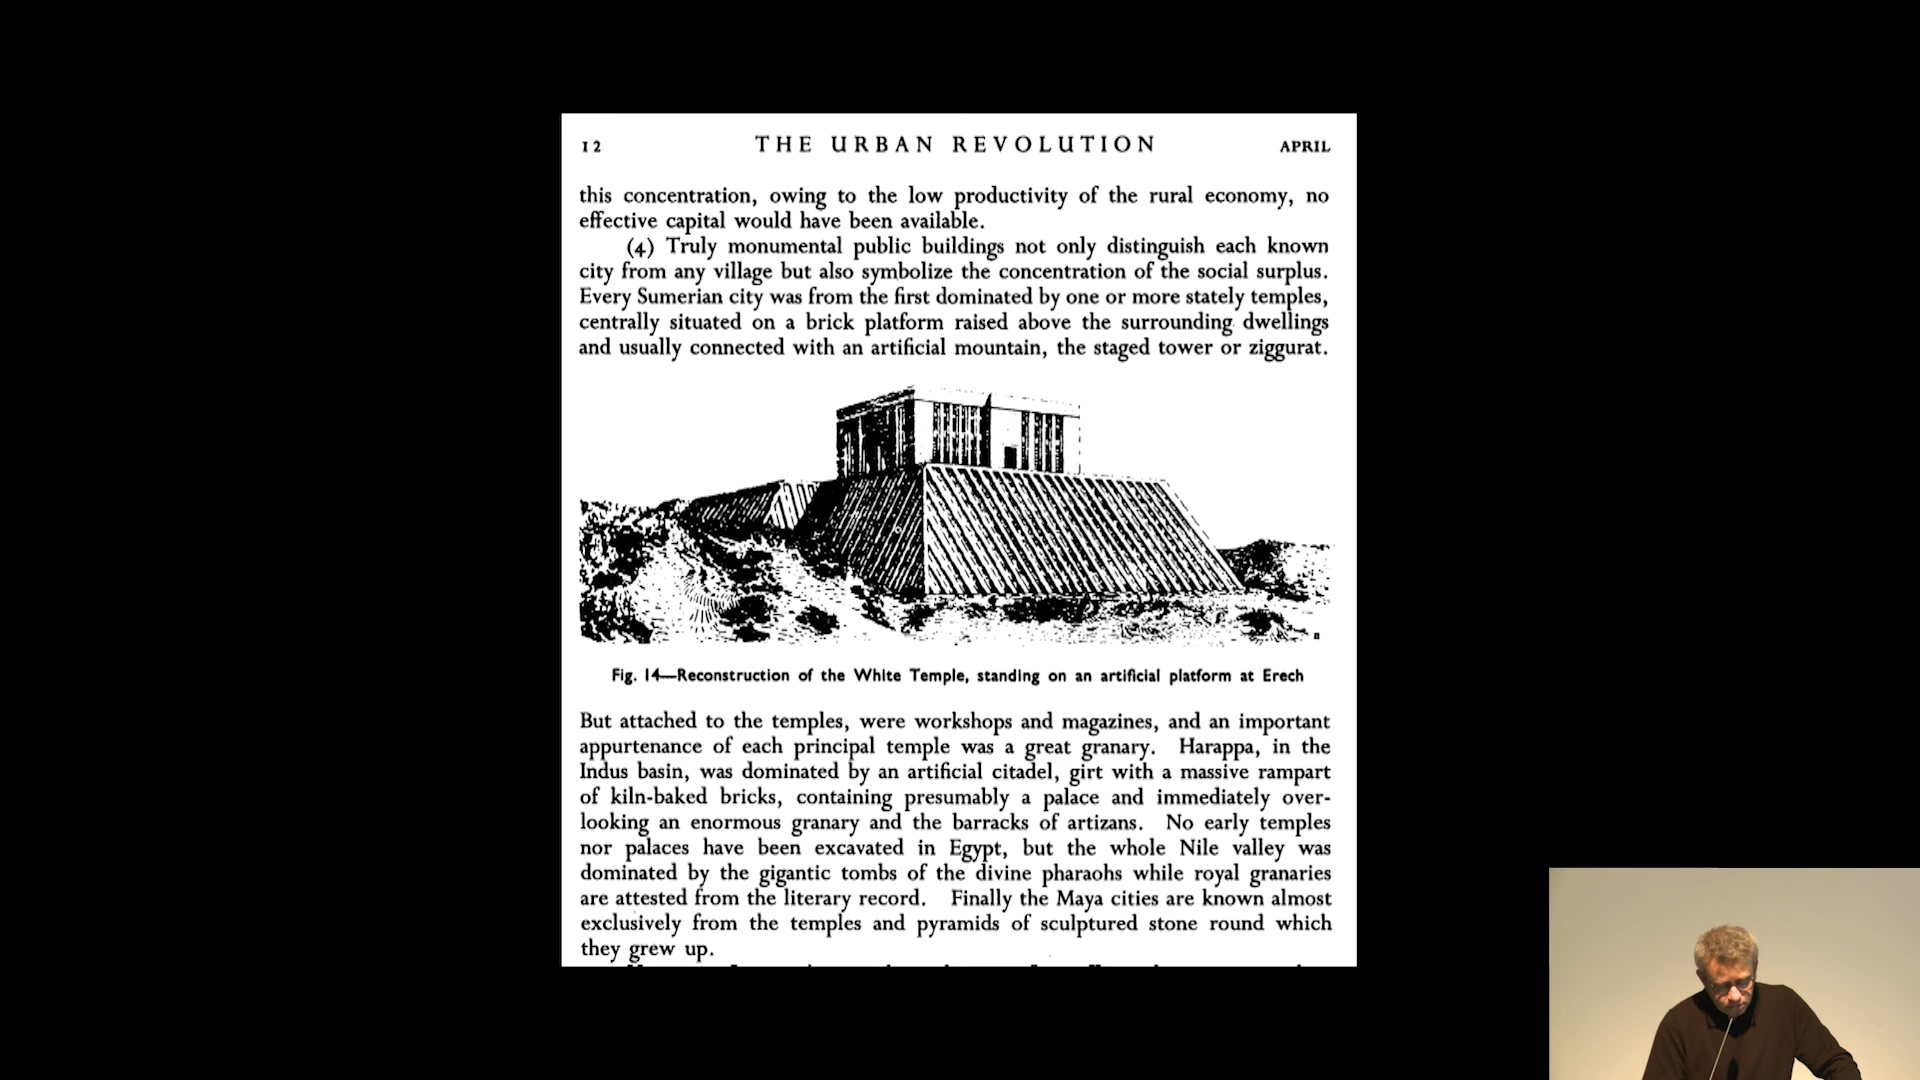 12 THE URBAN REVOLUTION APRIL
this concentration, owing to the low productivity of the rural economy, no
effective capital would have been available.
(4) Truly monumental public buildings not only distinguish each known
city from any village but also symbolize the concentration of the social surplus.
Every Sumerian city was from the first dominated by one or more stately temples,
centrally situated on a brick platform raised above the surrounding dwellings
and usually connected with an artificial mountain, the staged tower or ziggurat.
Fig. 14—Reconstruction of the White Temple, standing on an artificial platform at Erech
But attached to the temples, were workshops and magazines, and an important
appurtenance of each principal temple was a great granary. Harappa, in the
Indus basin, was dominated by an artificial citadel, girt with a massive rampart
of kiln-baked bricks, containing presumably a palace and immediately over-
looking an enormous granary and the barracks of artizans. No early temples
nor palaces have been excavated in Egypt, but the whole Nile valley was
dominated by the gigantic tombs of the divine pharaohs while royal granaries
are attested from the literary record. Finally the Maya cities are known almost
exclusively from the temples and pyramids of sculptured stone round which
they grew up.